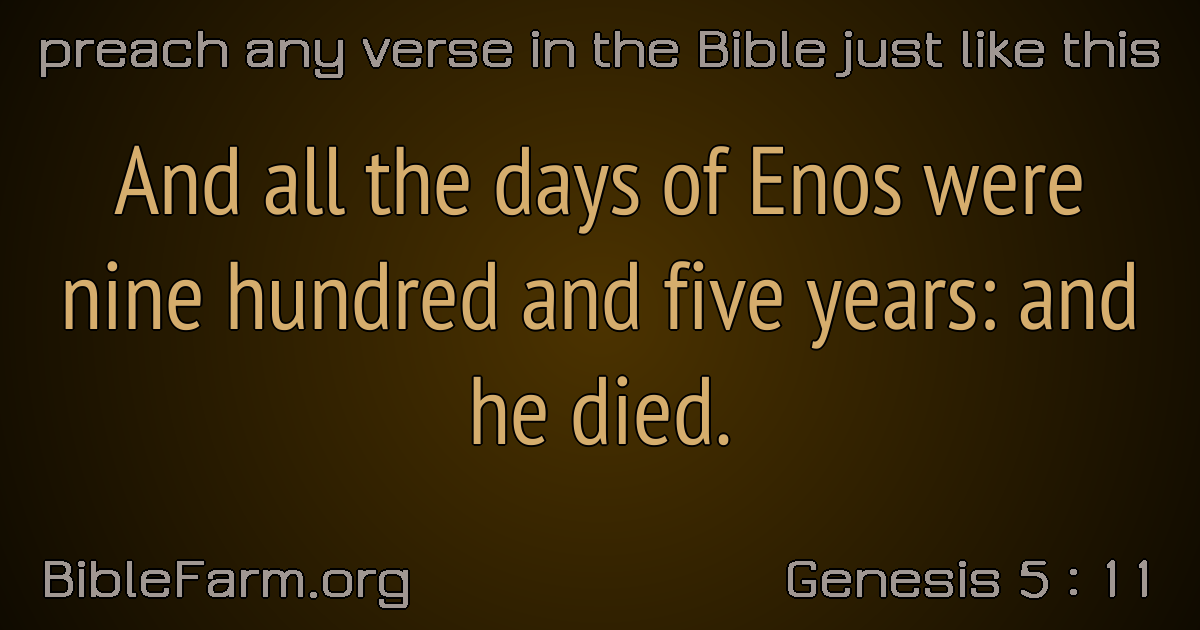 preach any verse in the Bible just like this
And all the days of Enos were
nine hundred and five years: and
he died.
BibleFarm.org
Genesis 5 : 11